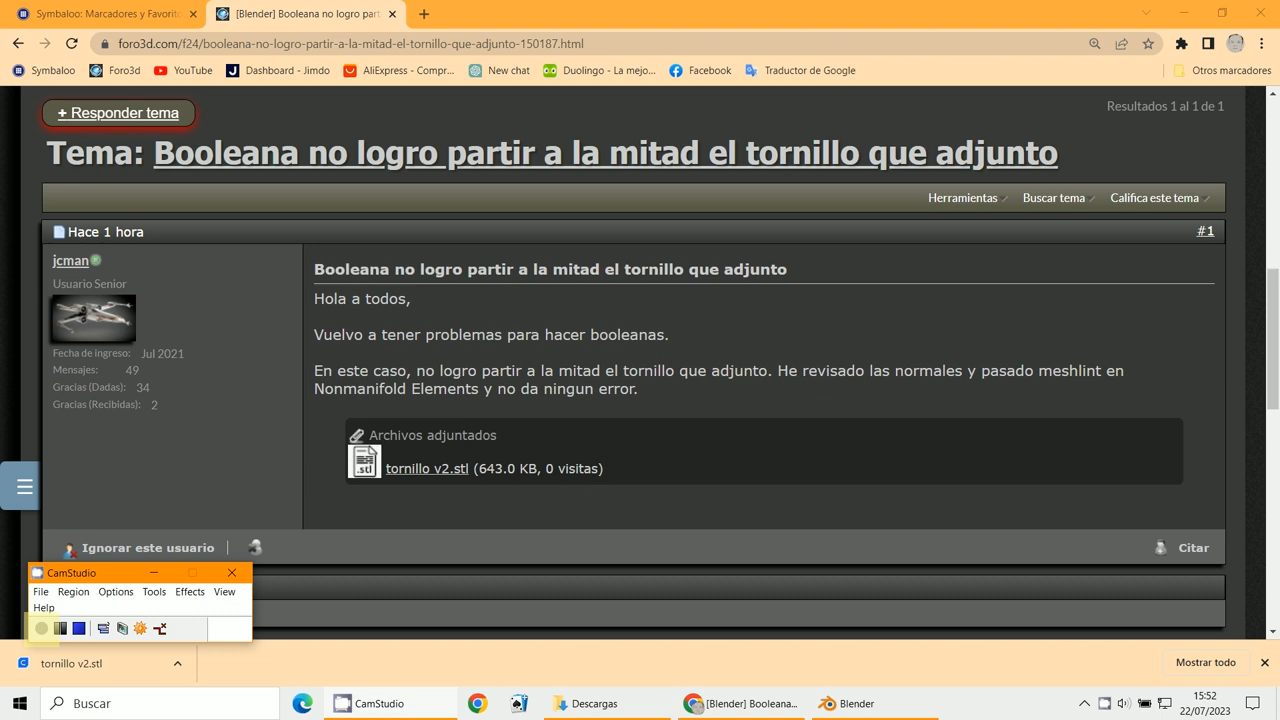 Symbaloo: Marcadores y Favorito
[Blender] Booleana no logro part
foro3d.com/f24/booleana-no-logro-partir-a-la-mitad-el-tornillo-que-adjunto-150187.html
Symbaloo
Foro3d
YouTube
Dashboard - Jimdo
AliExpress - Compr...
New chat
Duolingo - La mejo...
Facebook
Traductor de Google
Otros marcadores
+ Responder tema
Resultados 1 al 1 de 1
Tema: Booleana no logro partir a la mitad el tornillo que adjunto
Herramientas
Buscar tema
Califica este tema
Hace 1 hora
#1
jcman
Usuario Senior
Fecha de ingreso: Jul 2021
Mensajes: 49
Gracias (Dadas): 34
Gracias (Recibidas): 2
Booleana no logro partir a la mitad el tornillo que adjunto
Hola a todos,
Vuelvo a tener problemas para hacer booleanas.
En este caso, no logro partir a la mitad el tornillo que adjunto. He revisado las normales y pasado meshlint en
Nonmanifold Elements y no da ningun error.
Archivos adjuntados
.stl
tornillo v2.stl (643.0 KB, 0 visitas)
Ignorar este usuario
Citar
CamStudio
File Region Options Tools Effects View
Help
tornillo v2.stl
Mostrar todo
Buscar
CamStudio
Descargas
[Blender] Booleana...
Blender
15:52
22/07/2023